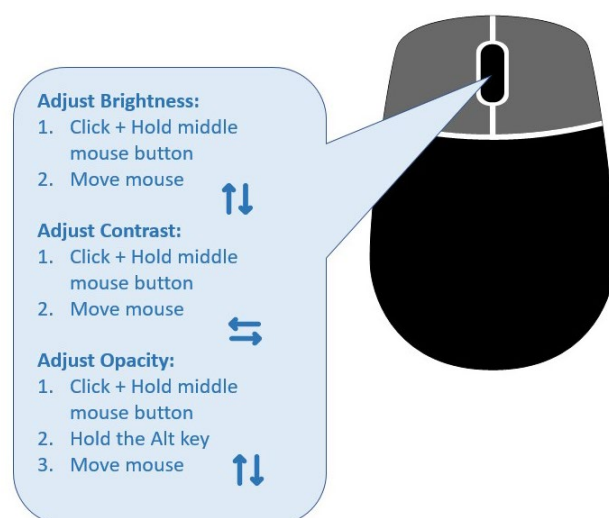 Adjust Brightness:
1. Click + Hold middle
mouse button
2. Move mouse
Adjust Contrast:
1. Click + Hold middle
mouse button
2. Move mouse
Adjust Opacity:
1. Click + Hold middle
mouse button
2. Hold the Alt key
3. Move mouse